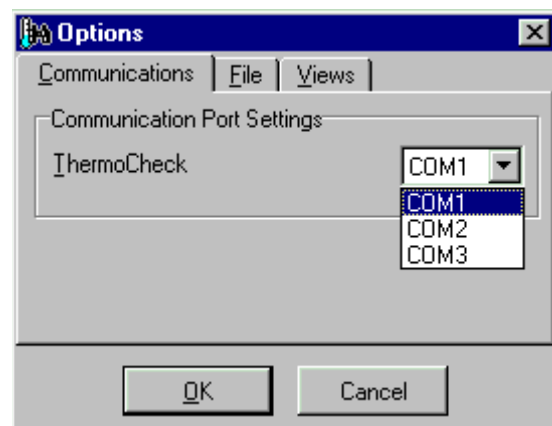 Options
Communications File Views
Communication Port Settings
ThermoCheck COM1
COM1
COM2
COM3
OK Cancel